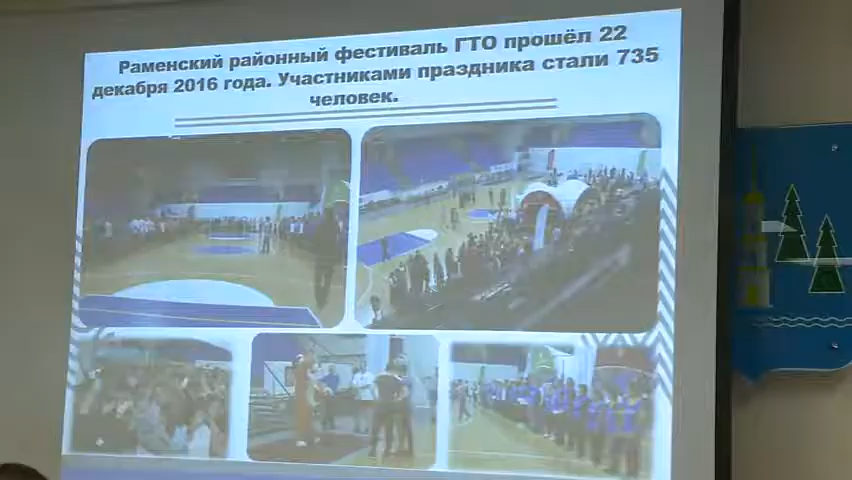 Раменский районный фестиваль ГТО прошёл 22
декабря 2016 года. Участниками праздника стали 735
человек.